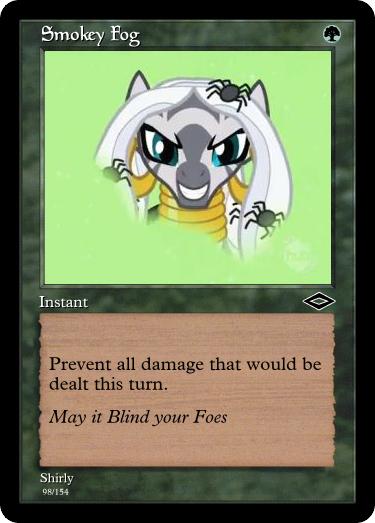 Smokey Fog
hub
Instant
Prevent all damage that would be
dealt this turn.
May it Blind your Foes
Shirly
98/154